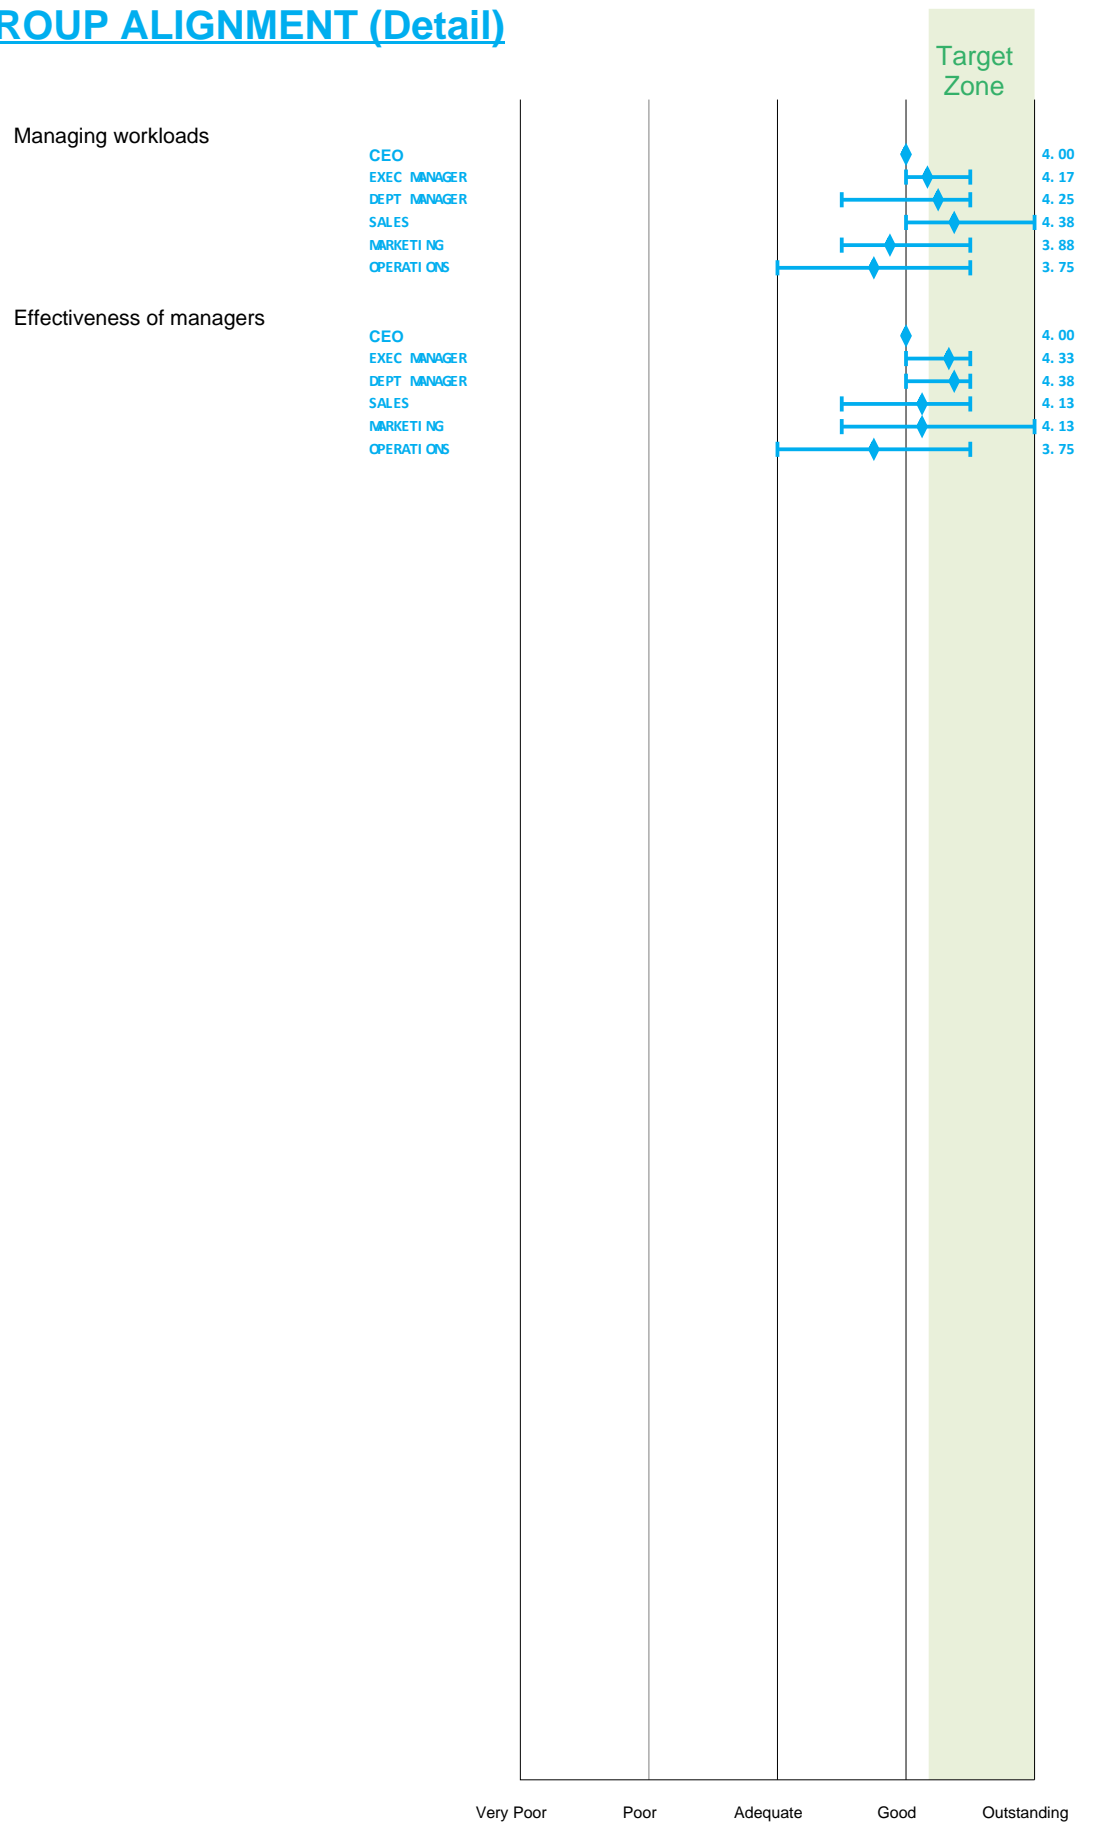 ROUP ALIGNMENT (Detail)
Target
Zone
Managing workloads
CEO 4.00
EXEC MANAGER 4.17
DEPT MANAGER 4.25
SALES 4.38
MARKETING 3.88
OPERATIONS 3.75
Effectiveness of managers
CEO 4.00
EXEC MANAGER 4.33
DEPT MANAGER 4.38
SALES 4.13
MARKETING 4.13
OPERATIONS 3.75
Very Poor Poor Adequate Good Outstanding